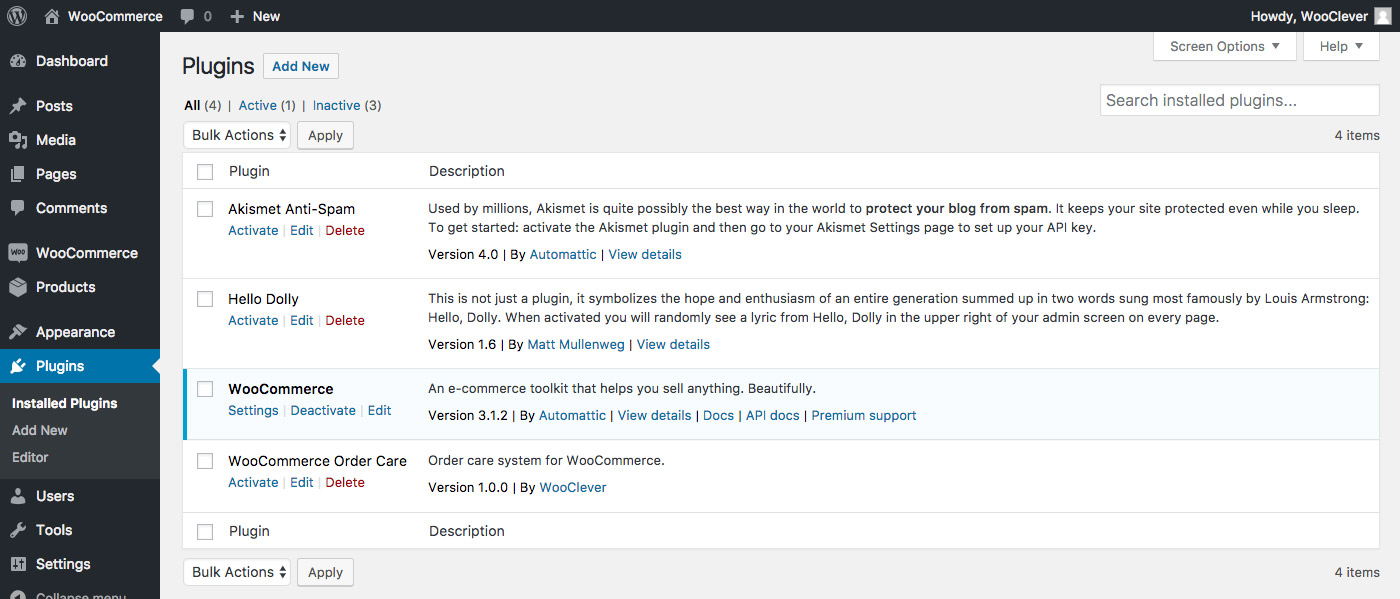 WooCommerce 0 New Howdy, WooClever
Dashboard
Posts
Media
Pages
Comments
WOO WooCommerce
Products
Appearance
Plugins
Installed Plugins
Add New
Editor
Users
Tools
Settings
Collapse menu
Screen Options Help
Plugins Add New
All (4) | Active (1) | Inactive (3)
Search installed plugins...
Bulk Actions Apply 4 items
Plugin Description
Akismet Anti-Spam
Activate | Edit | Delete
Used by millions, Akismet is quite possibly the best way in the world to protect your blog from spam. It keeps your site protected even while you sleep.
To get started: activate the Akismet plugin and then go to your Akismet Settings page to set up your API key.
Version 4.0 | By Automattic | View details
Hello Dolly
Activate | Edit | Delete
This is not just a plugin, it symbolizes the hope and enthusiasm of an entire generation summed up in two words sung most famously by Louis Armstrong:
Hello, Dolly. When activated you will randomly see a lyric from Hello, Dolly in the upper right of your admin screen on every page.
Version 1.6 | By Matt Mullenweg | View details
WooCommerce
Settings | Deactivate | Edit
An e-commerce toolkit that helps you sell anything. Beautifully.
Version 3.1.2 | By Automattic | View details | Docs | API docs | Premium support
WooCommerce Order Care
Activate | Edit | Delete
Order care system for WooCommerce.
Version 1.0.0 | By WooClever
Plugin Description
Bulk Actions Apply 4 items